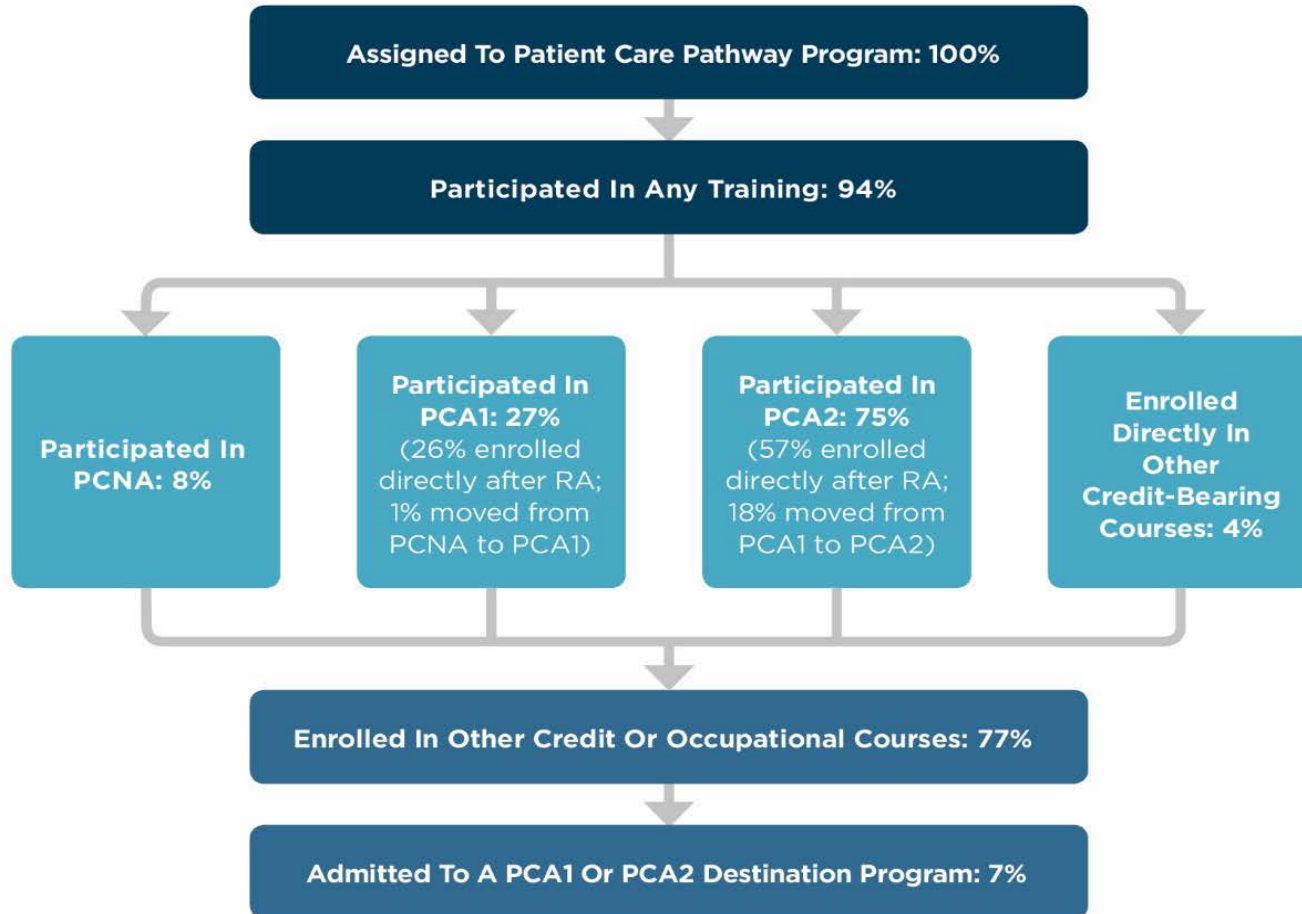 Assigned To Patient Care Pathway Program: 100%
Participated In Any Training: 94%
Participated In
PCNA: 8%
Participated In
PCA1: 27%
(26% enrolled
directly after RA;
1% moved from
PCNA to PCA1)
Participated In
PCA2: 75%
(57% enrolled
directly after RA;
18% moved from
PCA1 to PCA2)
Enrolled
Directly In
Other
Credit-Bearing
Courses: 4%
Enrolled In Other Credit Or Occupational Courses: 77%
Admitted To A PCA1 Or PCA2 Destination Program: 7%